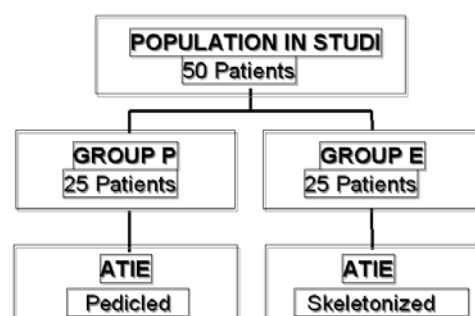 POPULATION IN STUDI
50 Patients
GROUP P
25 Patients
GROUP E
25 Patients
ATIE
Pedicled
ATIE
Skeletonized